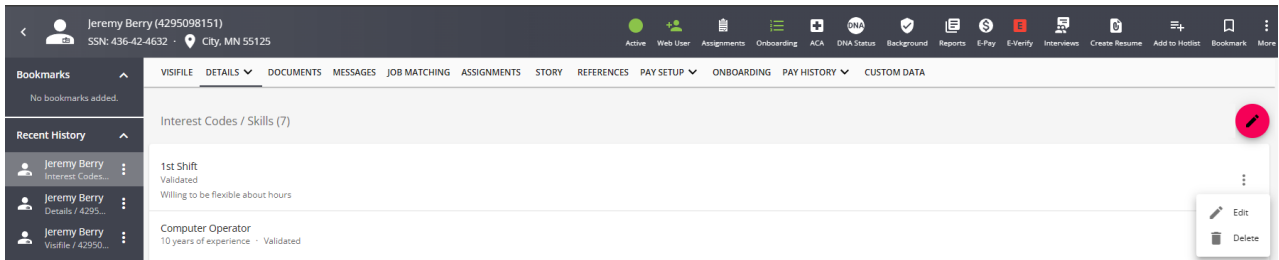 Jeremy Berry (4295098151)
SSN: 436-42-4632 · City, MN 55125
Active Web User Assignments Onboarding ACA DNA Status Background Reports E-Pay E-Verify Interviews Create Resume Add to Hotlist Bookmark More
DNA
E
Bookmarks
No bookmarks added.
Recent History
Jeremy Berry
Interest Codes...
Jeremy Berry
Details / 4295...
Jeremy Berry
Visifile / 42950...
VISIFILE DETAILS DOCUMENTS MESSAGES JOB MATCHING ASSIGNMENTS STORY REFERENCES PAY SETUP ONBOARDING PAY HISTORY CUSTOM DATA
Interest Codes / Skills (7)
1st Shift
Validated
Willing to be flexible about hours
Computer Operator
10 years of experience · Validated
Edit
Delete